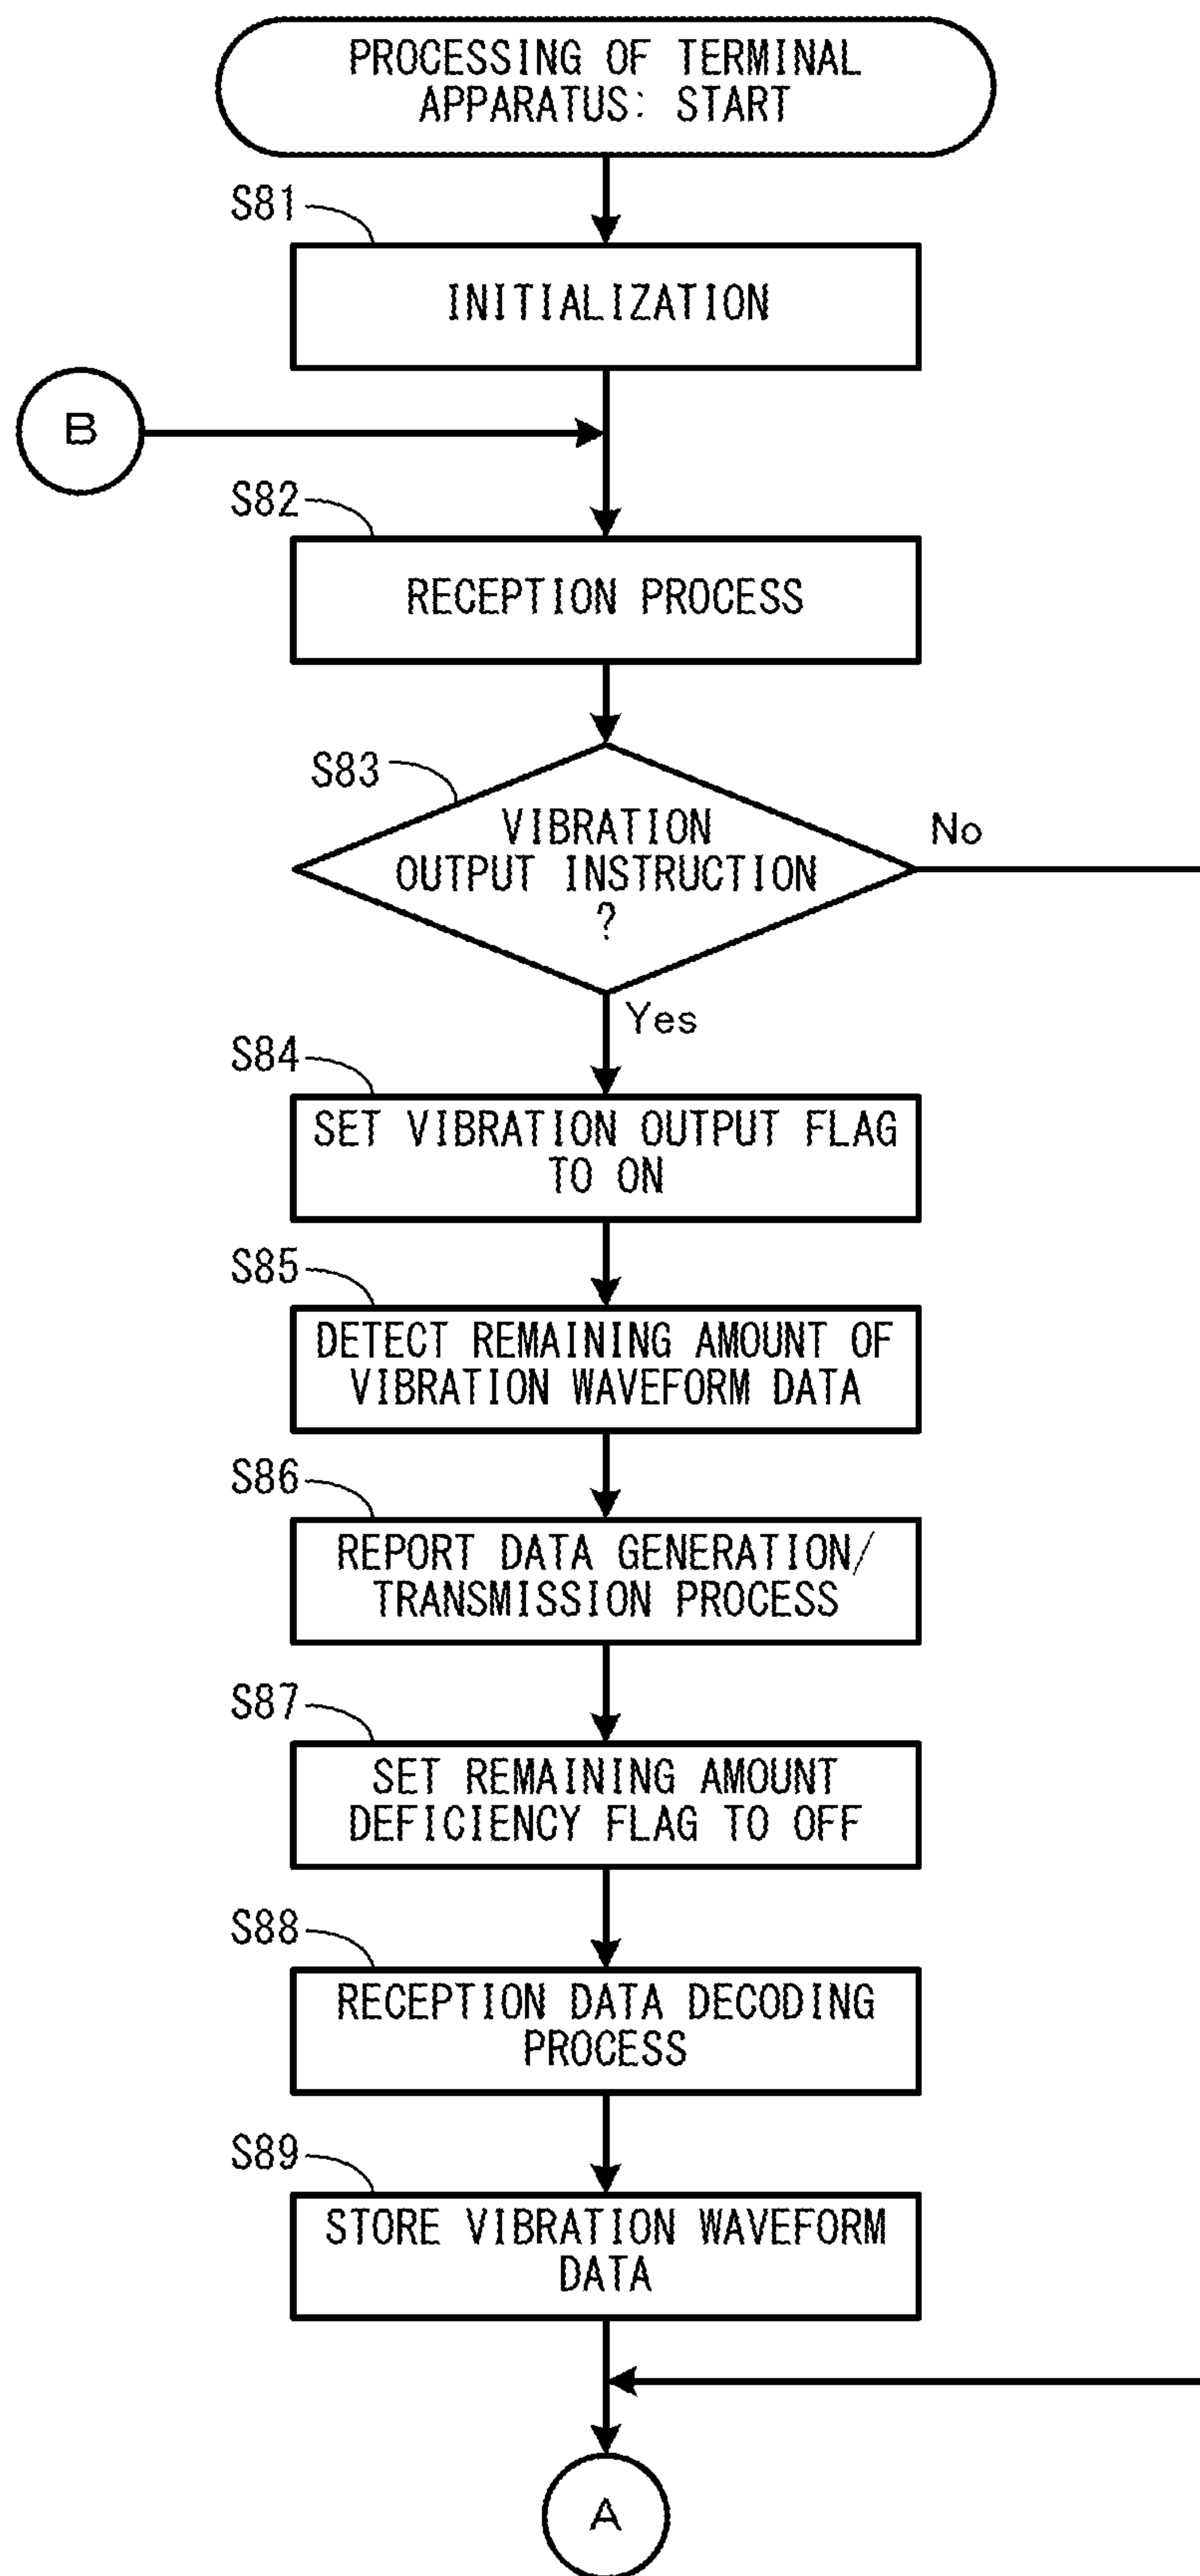 PROCESSING OF TERMINAL
APPARATUS: START
S81
INITIALIZATION
B
S82
RECEPTION PROCESS
S83
VIBRATION
OUTPUT INSTRUCTION
?
No
Yes
S84
SET VIBRATION OUTPUT FLAG
TO ON
S85
DETECT REMAINING AMOUNT OF
VIBRATION WAVEFORM DATA
S86
REPORT DATA GENERATION/
TRANSMISSION PROCESS
S87
SET REMAINING AMOUNT
DEFICIENCY FLAG TO OFF
S88
RECEPTION DATA DECODING
PROCESS
S89
STORE VIBRATION WAVEFORM
DATA
A